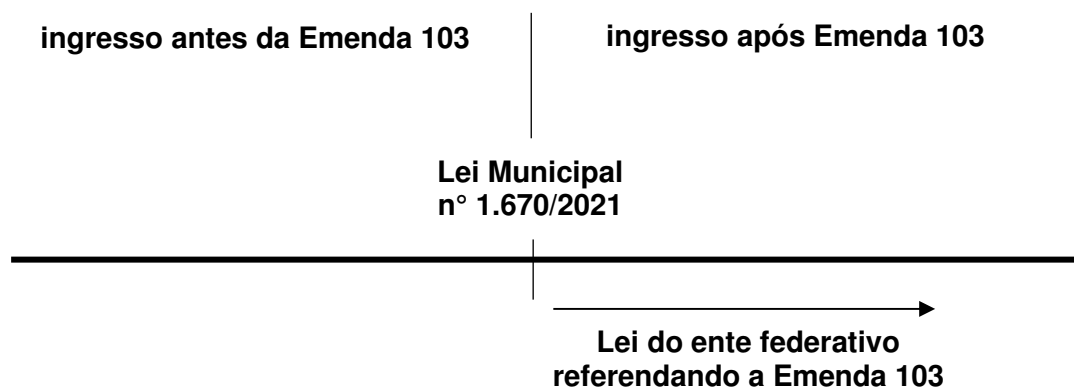 ingresso antes da Emenda 103
ingresso após Emenda 103
Lei Municipal
n° 1.670/2021
Lei do ente federativo
referendando a Emenda 103